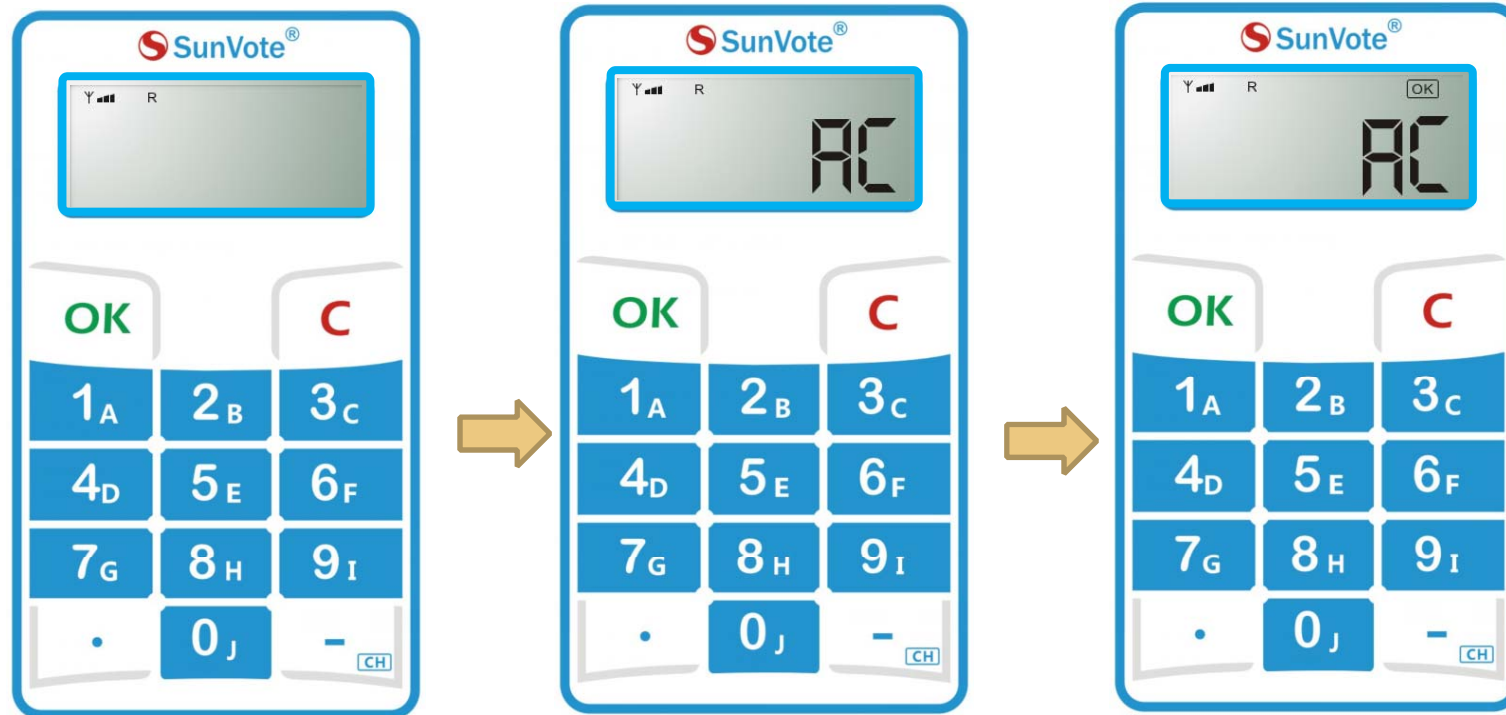 SunVote®
R
OK C
1A 2B 3C
4D 5E 6F
7G 8H 9I
. 0J - CH
SunVote®
R
AC
OK C
1A 2B 3C
4D 5E 6F
7G 8H 9I
. 0J - CH
SunVote®
R OK
AC
OK C
1A 2B 3C
4D 5E 6F
7G 8H 9I
. 0J - CH